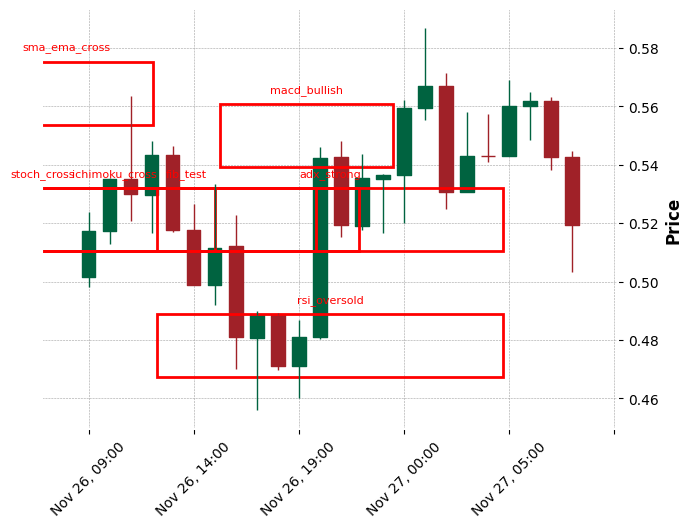 sma_ema_cross
macd_bullish
stoch_cross
ichimoku_cross
_test
rsi_oversold
0.58
0.56
0.54
0.52
0.50
0.48
0.46
Price
Nov 26, 09:00
Nov 26, 14:00
Nov 26, 19:00
Nov 27, 00:00
Nov 27, 05:00